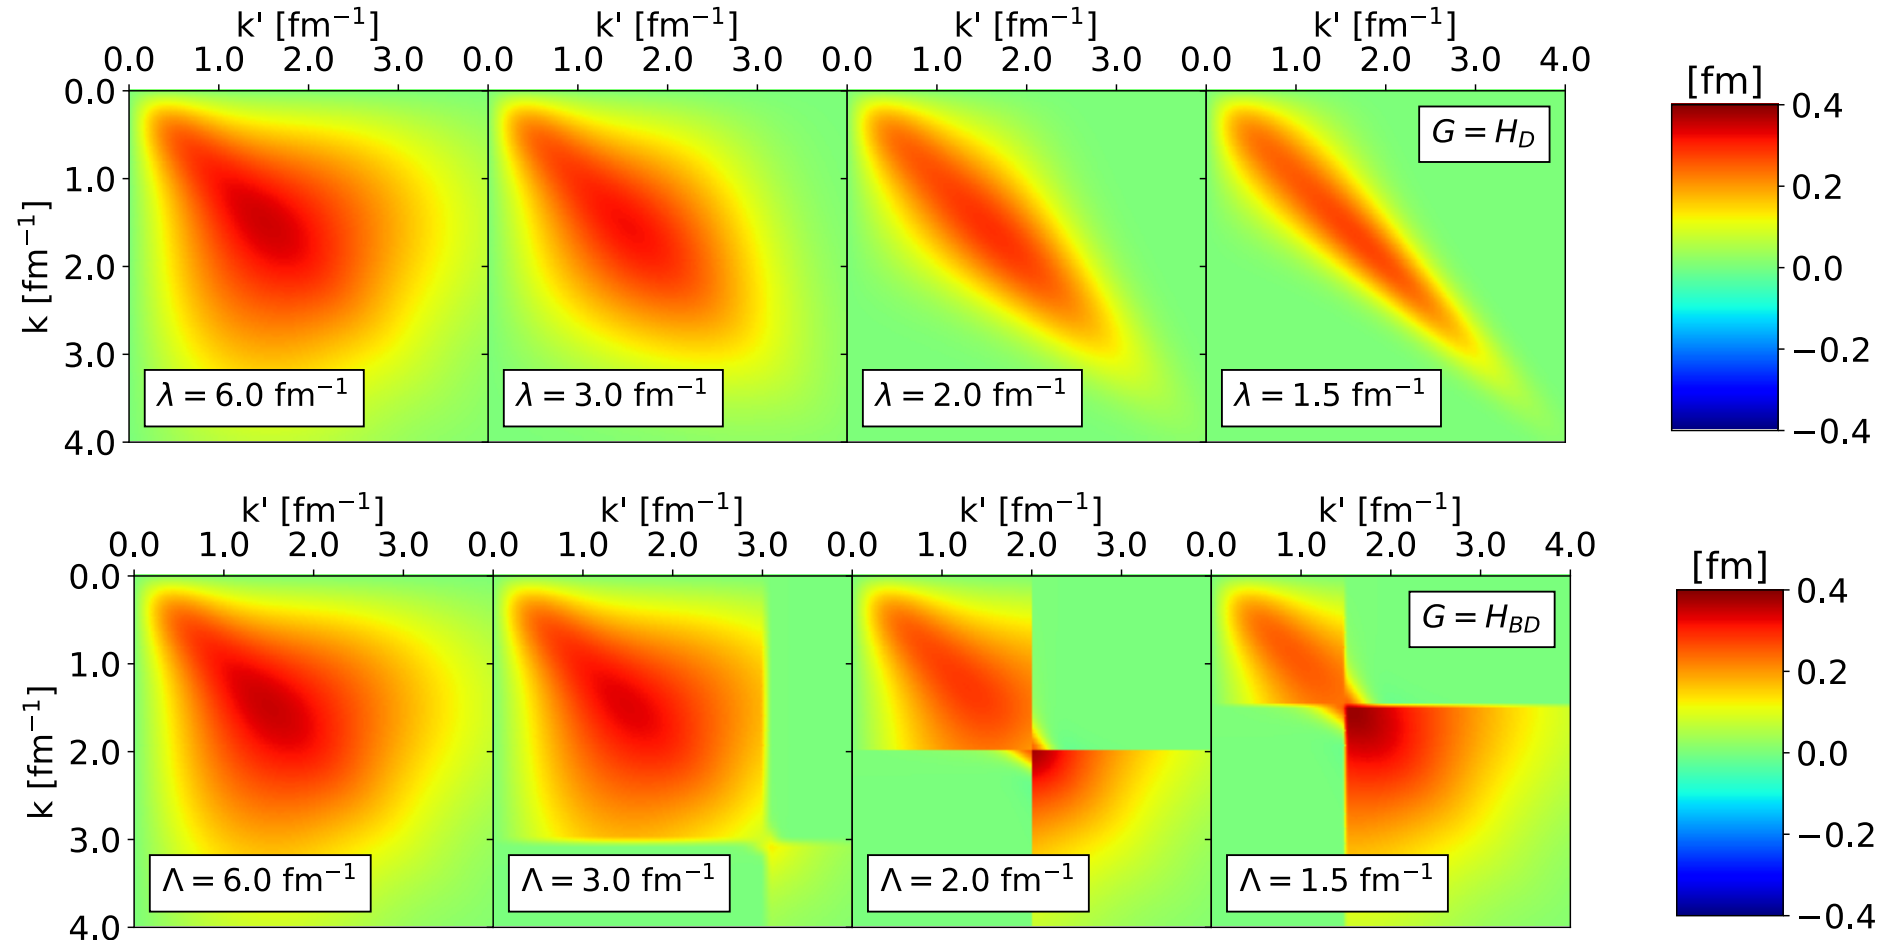 k' [fm⁻¹] k' [fm⁻¹] k' [fm⁻¹] k' [fm⁻¹]
0.0 1.0 2.0 3.0 0.0 1.0 2.0 3.0 0.0 1.0 2.0 3.0 0.0 1.0 2.0 3.0 4.0
k [fm⁻¹]
0.0
1.0
2.0
3.0
4.0
λ = 6.0 fm⁻¹
λ = 3.0 fm⁻¹
λ = 2.0 fm⁻¹
λ = 1.5 fm⁻¹
G = H_D
[fm]
0.4
0.2
0.0
−0.2
−0.4
k' [fm⁻¹] k' [fm⁻¹] k' [fm⁻¹] k' [fm⁻¹]
0.0 1.0 2.0 3.0 0.0 1.0 2.0 3.0 0.0 1.0 2.0 3.0 0.0 1.0 2.0 3.0 4.0
k [fm⁻¹]
0.0
1.0
2.0
3.0
4.0
Λ = 6.0 fm⁻¹
Λ = 3.0 fm⁻¹
Λ = 2.0 fm⁻¹
Λ = 1.5 fm⁻¹
G = H_BD
[fm]
0.4
0.2
0.0
−0.2
−0.4